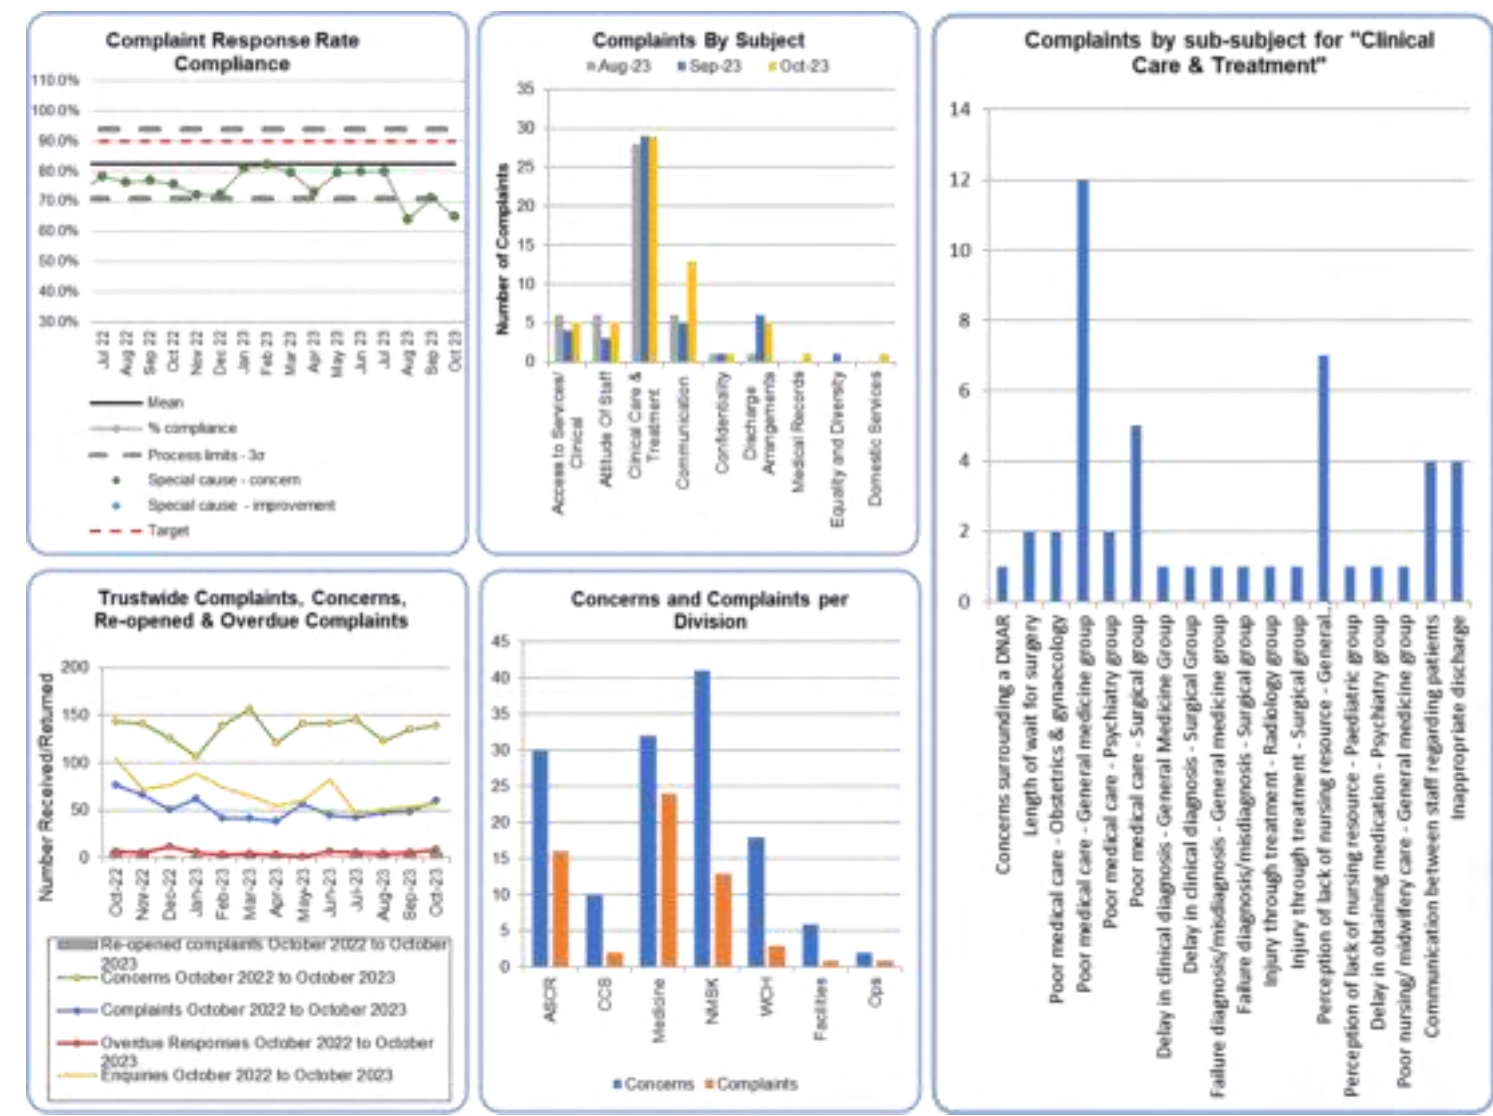 Complaint Response Rate
Compliance
110.0%
100.0%
90.0%
80.0%
70.0%
60.0%
50.0%
40.0%
30.0%
Jul 22
Aug 22
Sep 22
Oct 22
Nov 22
Dec 22
Jan 23
Feb 23
Mar 23
Apr 23
May 23
Jun 23
Jul 23
Aug 23
Sep 23
Oct 23
Mean
% compliance
Process limits - 3σ
Special cause - concern
Special cause - improvement
Target
Complaints By Subject
Aug-23 Sep-23 Oct-23
Number of Complaints
35
30
25
20
15
10
5
0
Access to Services/
Clinical
Attitude Of Staff
Clinical Care &
Treatment
Communication
Confidentiality
Discharge
Arrangements
Medical Records
Equality and Diversity
Domestic Services
Complaints by sub-subject for "Clinical
Care & Treatment"
14
12
10
8
6
4
2
0
Concerns surrounding a DNAR
Length of wait for surgery
Poor medical care - Obstetrics & gynaecology
Poor medical care - General medicine group
Poor medical care - Psychiatry group
Poor medical care - Surgical group
Delay in clinical diagnosis - General Medicine Group
Delay in clinical diagnosis - Surgical Group
Failure diagnosis/misdiagnosis - General medicine group
Failure diagnosis/misdiagnosis - Surgical group
Injury through treatment - Radiology group
Injury through treatment - Surgical group
Perception of lack of nursing resource - General...
Perception of lack of nursing resource - Paediatric group
Delay in obtaining medication - Psychiatry group
Poor nursing/ midwifery care - General medicine group
Communication between staff regarding patients
Inappropriate discharge
Trustwide Complaints, Concerns,
Re-opened & Overdue Complaints
Number Received/Returned
200
150
100
50
0
Oct-22
Nov-22
Dec-22
Jan-23
Feb-23
Mar-23
Apr-23
May-23
Jun-23
Jul-23
Aug-23
Sep-23
Oct-23
Re-opened complaints October 2022 to October
2023
Concerns October 2022 to October 2023
Complaints October 2022 to October 2023
Overdue Responses October 2022 to October
2023
Enquiries October 2022 to October 2023
Concerns and Complaints per
Division
45
40
35
30
25
20
15
10
5
0
ASCR
CCS
Medicine
NMSK
WCH
Facilities
Ops
Concerns Complaints